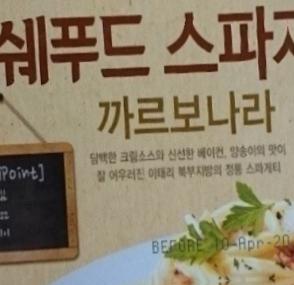 쉐푸드 스파
까르보나라
담백한 크림소스와 신선한 베이컨, 양송이의 맛이
잘 어우러진 이태리 북부지방의 정통 스파게티
Point]
BEFORE 10-Apr-20